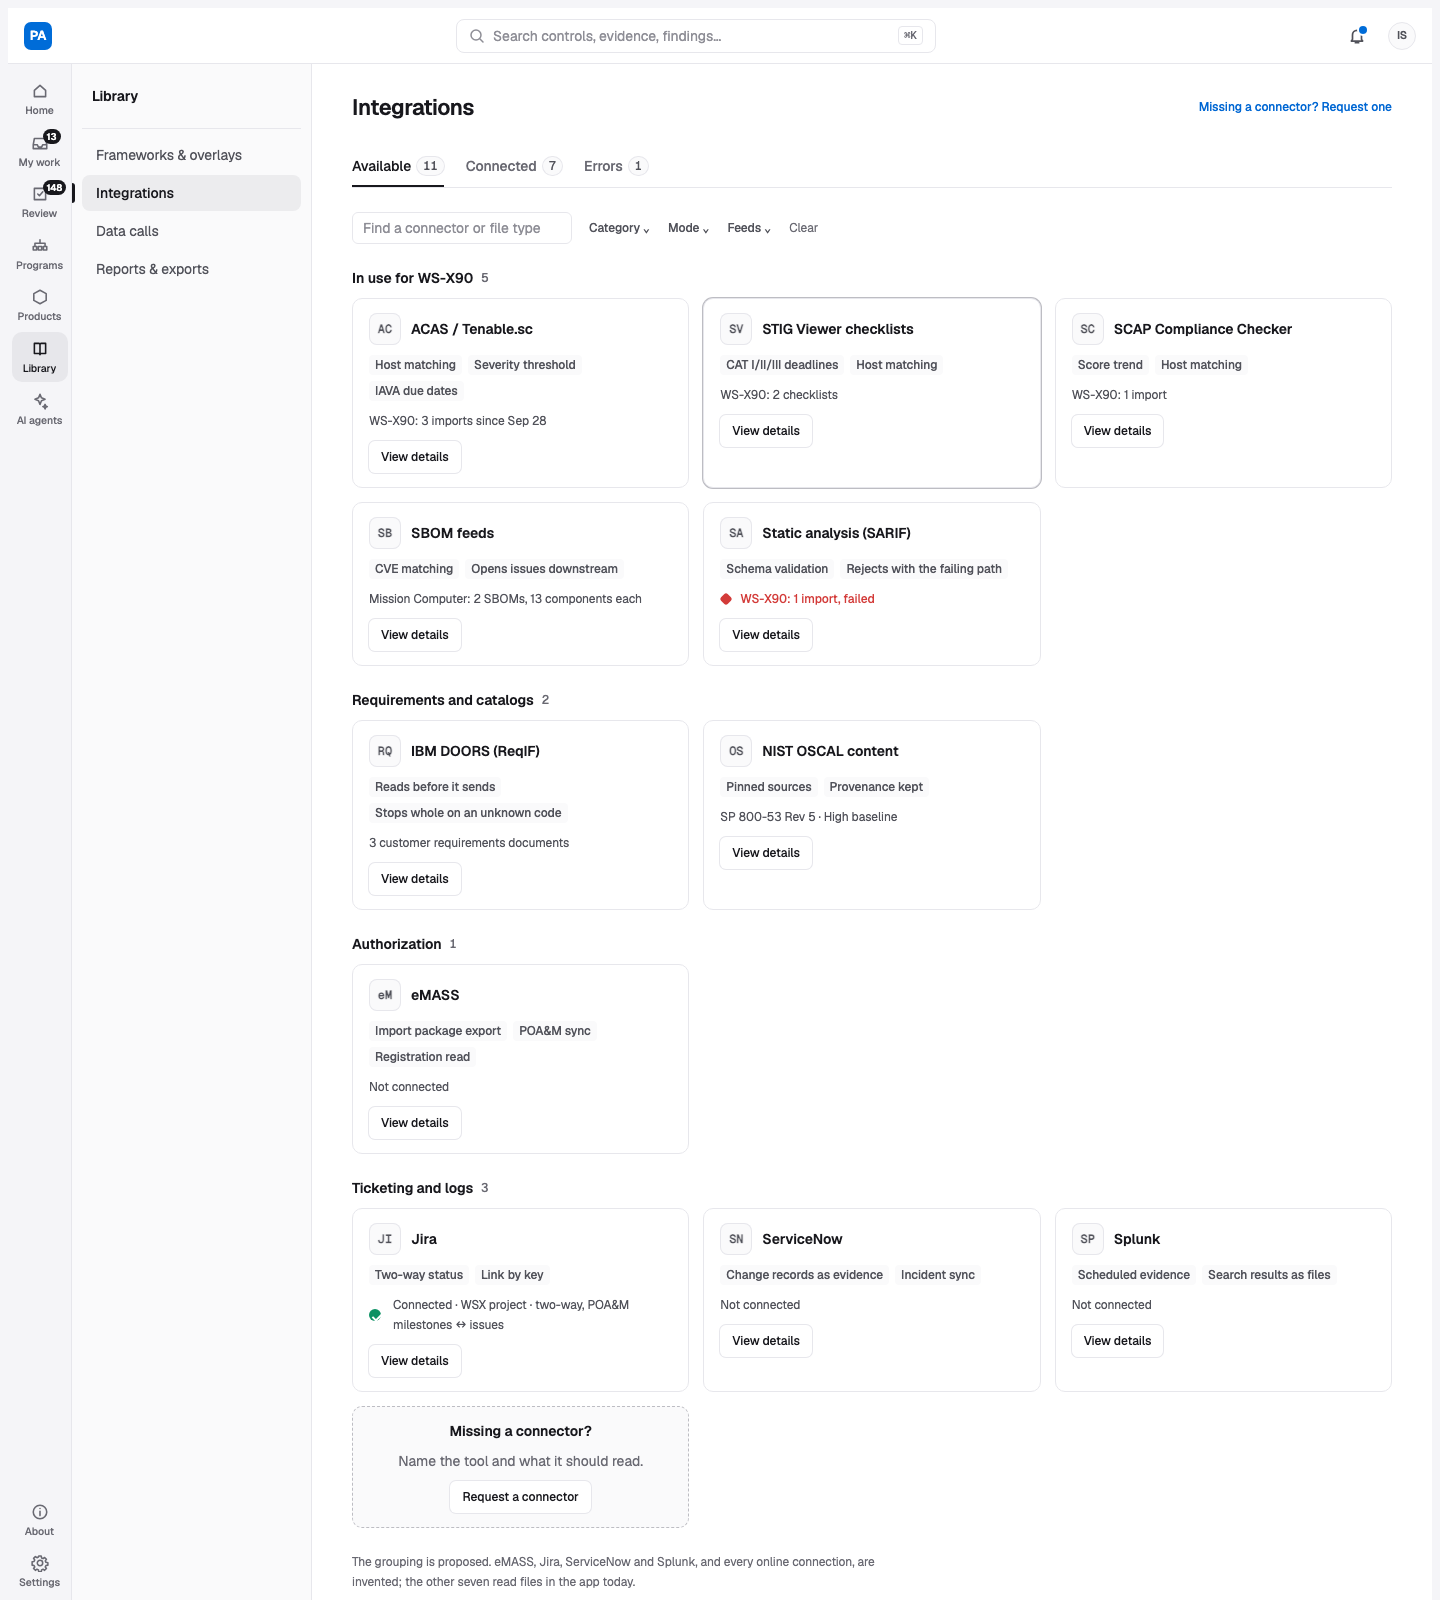 PA
Search controls, evidence, findings...
⌘K
IS
Home
13
My work
148
Review
Programs
Products
Library
AI agents
About
Settings
Library
Frameworks & overlays
Integrations
Data calls
Reports & exports
Integrations
Missing a connector? Request one
Available 11
Connected 7
Errors 1
Find a connector or file type
Category
Mode
Feeds
Clear
In use for WS-X90 5
AC
ACAS / Tenable.sc
Host matching
Severity threshold
IAVA due dates
WS-X90: 3 imports since Sep 28
View details
SV
STIG Viewer checklists
CAT I/II/III deadlines
Host matching
WS-X90: 2 checklists
View details
SC
SCAP Compliance Checker
Score trend
Host matching
WS-X90: 1 import
View details
SB
SBOM feeds
CVE matching
Opens issues downstream
Mission Computer: 2 SBOMs, 13 components each
View details
SA
Static analysis (SARIF)
Schema validation
Rejects with the failing path
WS-X90: 1 import, failed
View details
Requirements and catalogs 2
RQ
IBM DOORS (ReqIF)
Reads before it sends
Stops whole on an unknown code
3 customer requirements documents
View details
OS
NIST OSCAL content
Pinned sources
Provenance kept
SP 800-53 Rev 5 · High baseline
View details
Authorization 1
eM
eMASS
Import package export
POA&M sync
Registration read
Not connected
View details
Ticketing and logs 3
JI
Jira
Two-way status
Link by key
Connected · WSX project · two-way, POA&M
milestones ↔ issues
View details
SN
ServiceNow
Change records as evidence
Incident sync
Not connected
View details
SP
Splunk
Scheduled evidence
Search results as files
Not connected
View details
Missing a connector?
Name the tool and what it should read.
Request a connector
The grouping is proposed. eMASS, Jira, ServiceNow and Splunk, and every online connection, are
invented; the other seven read files in the app today.